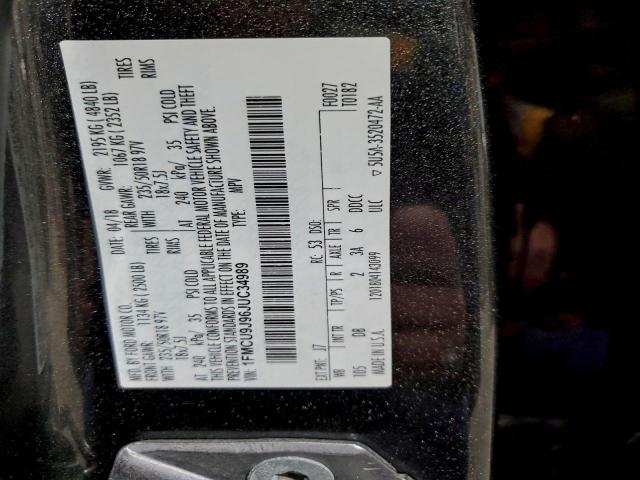 MFD. BY FORD MOTOR CO.
DATE: 04/18 GVWR: 2195 KG (4840 LB)
FRONT GAWR: 1134 KG (2500 LB) REAR GAWR: 1067 KG (2352 LB)
WITH 235/50R18 97V WITH 235/50R18 97V TIRES
18x7.5J 18x7.5J RIMS
AT 240 kPa/ 35 PSI COLD AT 240 kPa/ 35 PSI COLD
THIS VEHICLE CONFORMS TO ALL APPLICABLE FEDERAL MOTOR VEHICLE SAFETY AND THEFT
PREVENTION STANDARDS IN EFFECT ON THE DATE OF MANUFACTURE SHOWN ABOVE.
VIN: 1FMCU9J96JUC34989 TYPE: MPV
F0027
T0182
EXT PNT: J7 RC: 53 DSO:
WB INT TR TP/PS R AXLE TR SPR
105 DB 2 3A 6 DDCC
ULC ▽ 5U5A-3520472-AA
MADE IN U.S.A. 1201804143699